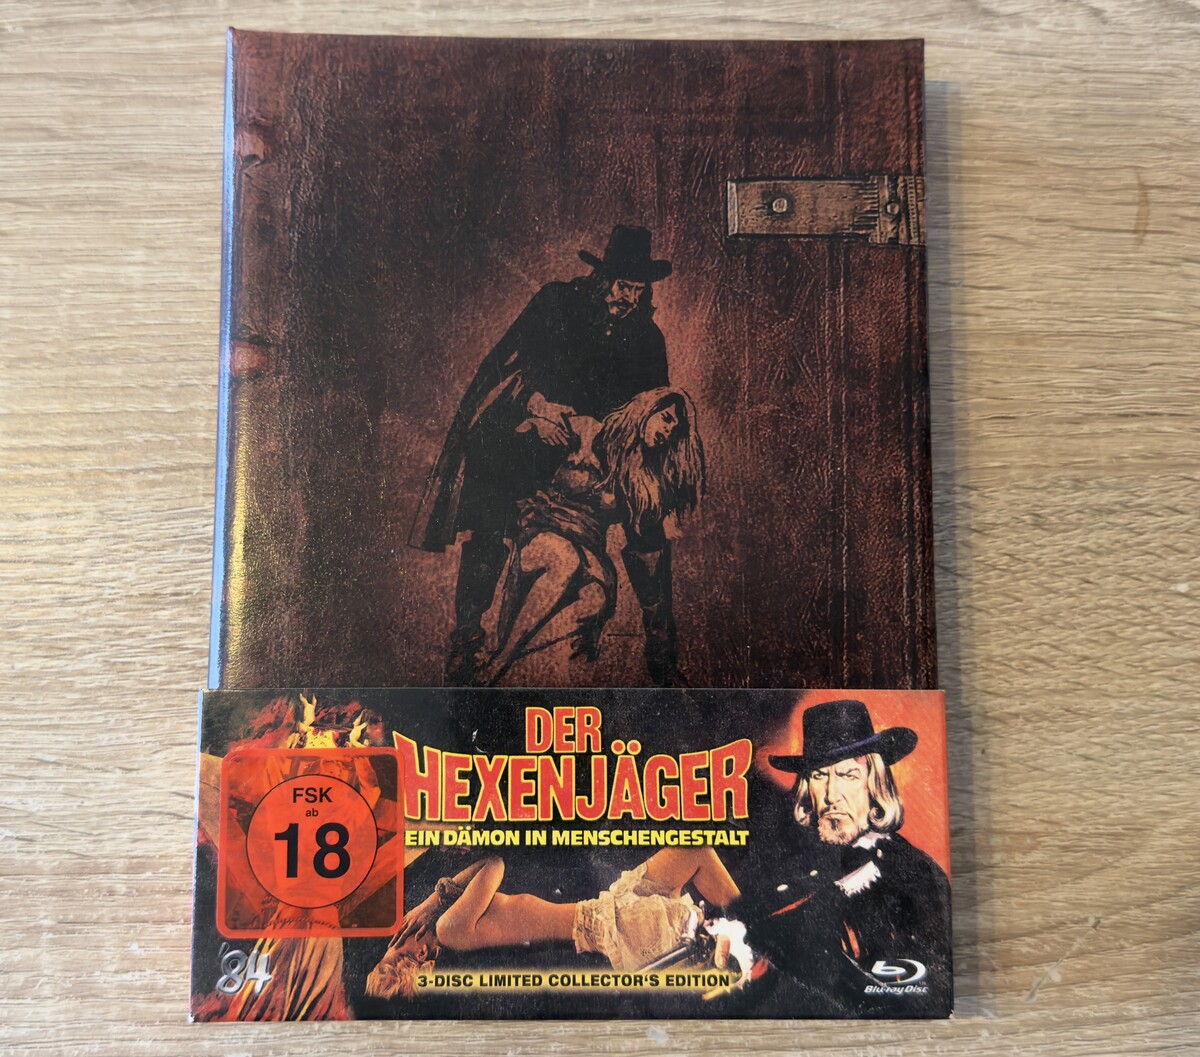 DER
HEXENJÄGER
EIN DÄMON IN MENSCHENGESTALT
FSK
ab
18
'84
3-DISC LIMITED COLLECTOR'S EDITION
Blu-ray Disc